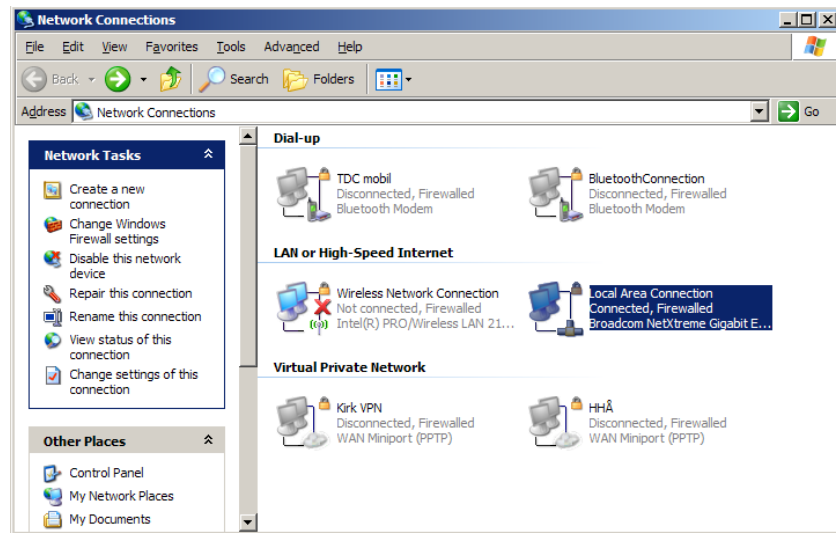 Network Connections
File Edit View Favorites Tools Advanced Help
Back Search Folders
Address Network Connections Go
Network Tasks
Create a new
connection
Change Windows
Firewall settings
Disable this network
device
Repair this connection
Rename this connection
View status of this
connection
Change settings of this
connection
Other Places
Control Panel
My Network Places
My Documents
Dial-up
TDC mobil
Disconnected, Firewalled
Bluetooth Modem
BluetoothConnection
Disconnected, Firewalled
Bluetooth Modem
LAN or High-Speed Internet
Wireless Network Connection
Not connected, Firewalled
Intel(R) PRO/Wireless LAN 21...
Local Area Connection
Connected, Firewalled
Broadcom NetXtreme Gigabit E...
Virtual Private Network
Kirk VPN
Disconnected, Firewalled
WAN Miniport (PPTP)
HHÅ
Disconnected, Firewalled
WAN Miniport (PPTP)